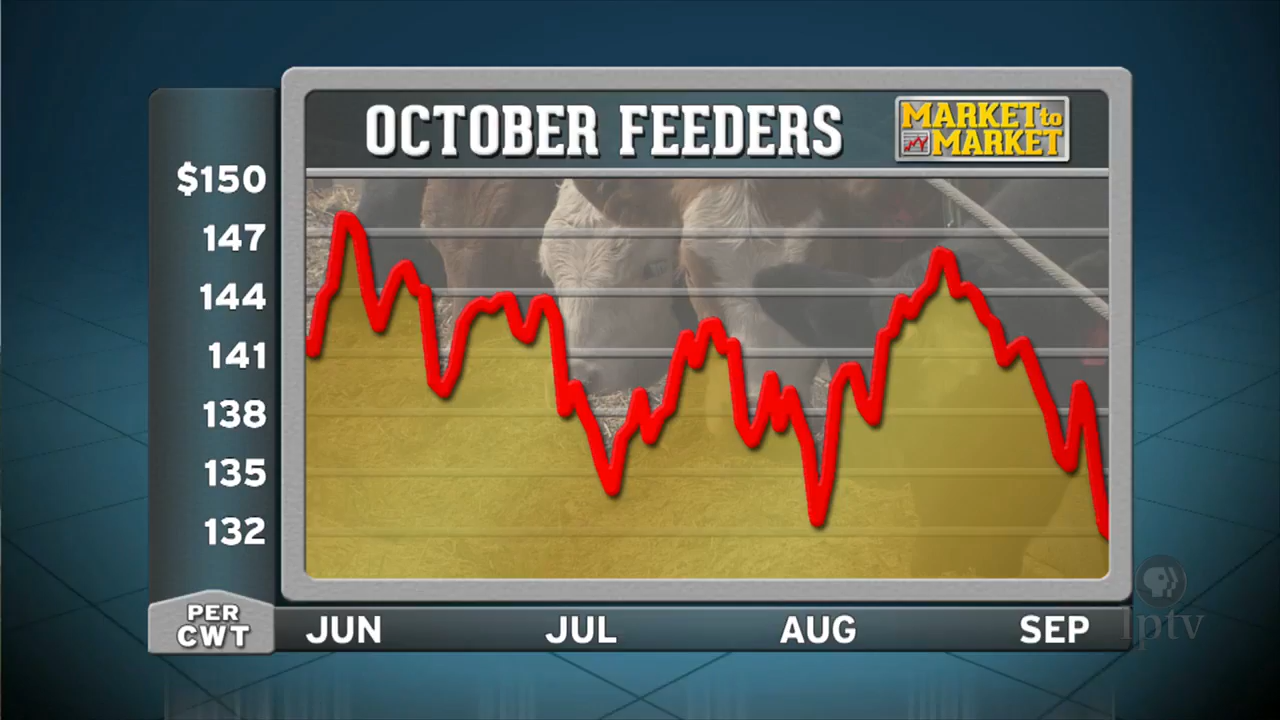 OCTOBER FEEDERS
MARKET to
MARKET
$150
147
144
141
138
135
132
PER
CWT
JUN JUL AUG SEP
iptv